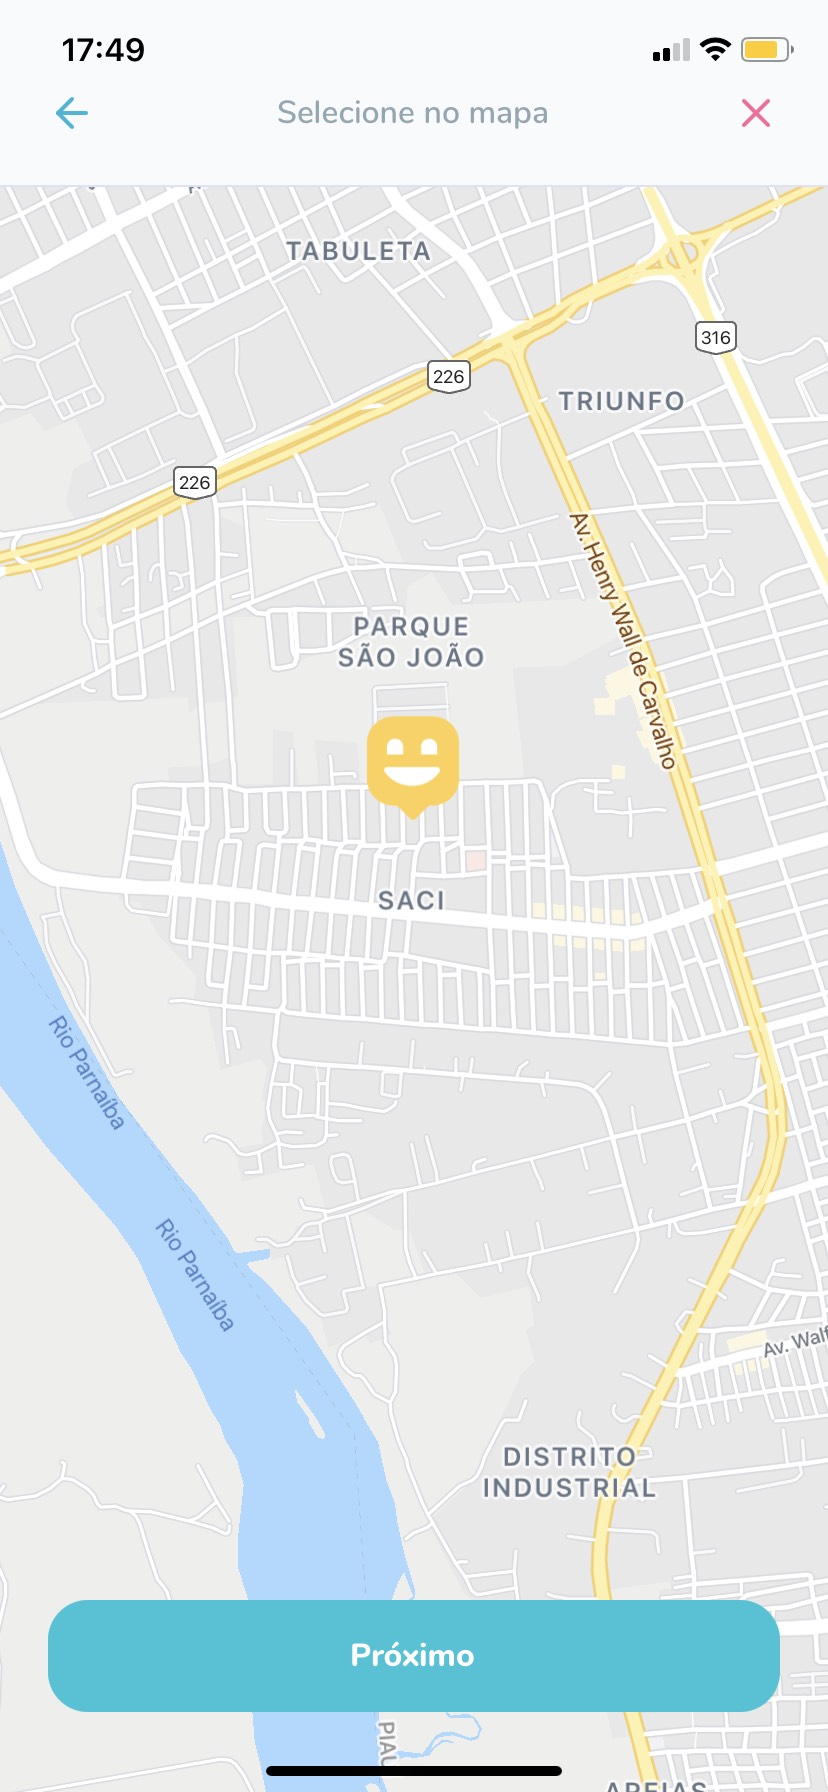 17:49
Selecione no mapa
TABULETA
316
226
TRIUNFO
226
Av. Henry Wall de Carvalho
PARQUE
SÃO JOÃO
SACI
Rio Parnaíba
Rio Parnaíba
Av. Walf
DISTRITO
INDUSTRIAL
Próximo
PIAU
AREIAS